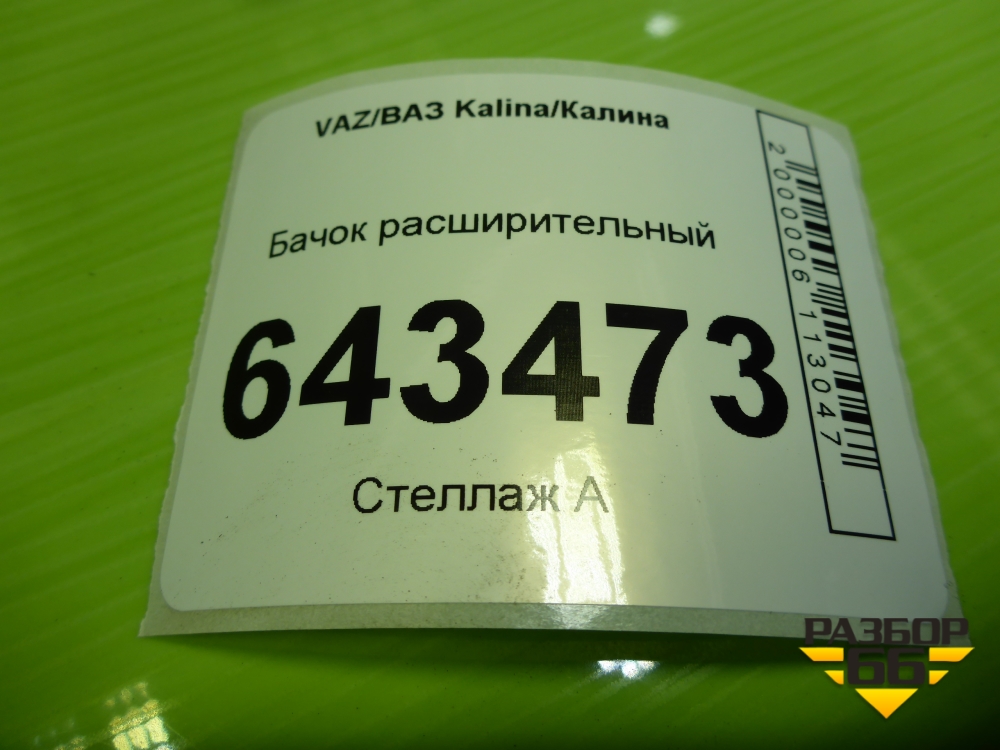 VAZ/ВАЗ Kalina/Калина
Бачок расширительный
643473
Стеллаж А
2000006113047
РАЗБОР
66